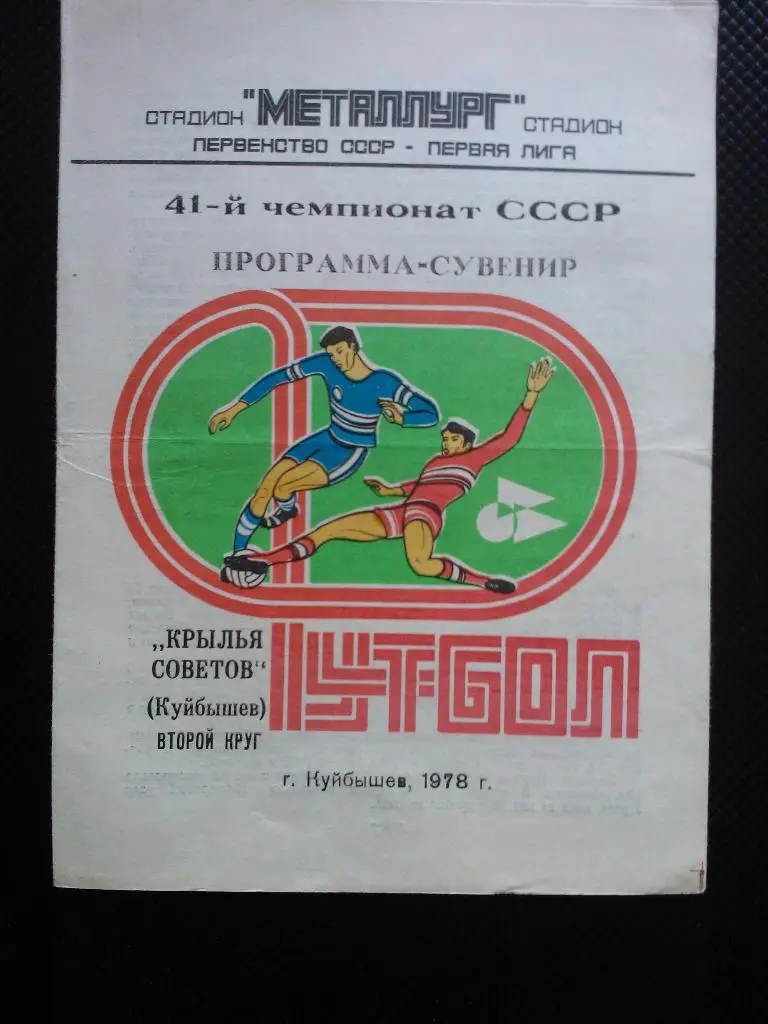 СТАДИОН "МЕТАЛЛУРГ" СТАДИОН
ПЕРВЕНСТВО СССР - ПЕРВАЯ ЛИГА
41-й чемпионат СССР
ПРОГРАММА-СУВЕНИР
„КРЫЛЬЯ
СОВЕТОВ"
(Куйбышев)
ВТОРОЙ КРУГ
ФУТБОЛ
г. Куйбышев, 1978 г.